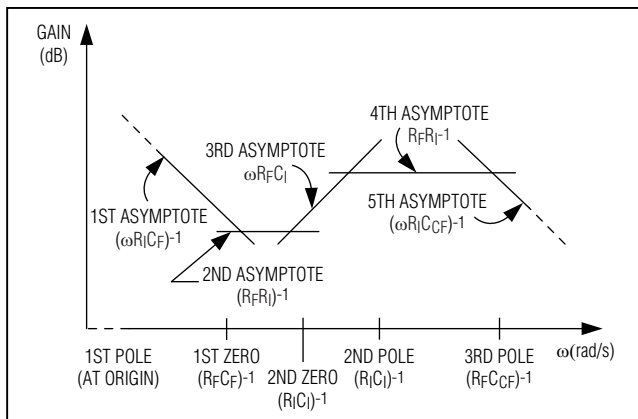 GAIN
(dB)
4TH ASYMPTOTE
RFRI-1
3RD ASYMPTOTE
ωRFCI
1ST ASYMPTOTE
(ωRICF)-1
5TH ASYMPTOTE
(ωRICCF)-1
2ND ASYMPTOTE
(RFRI)-1
ω(rad/s)
1ST POLE
(AT ORIGIN)
1ST ZERO
(RFCF)-1
2ND ZERO
(RICI)-1
2ND POLE
(RICI)-1
3RD POLE
(RFCCF)-1